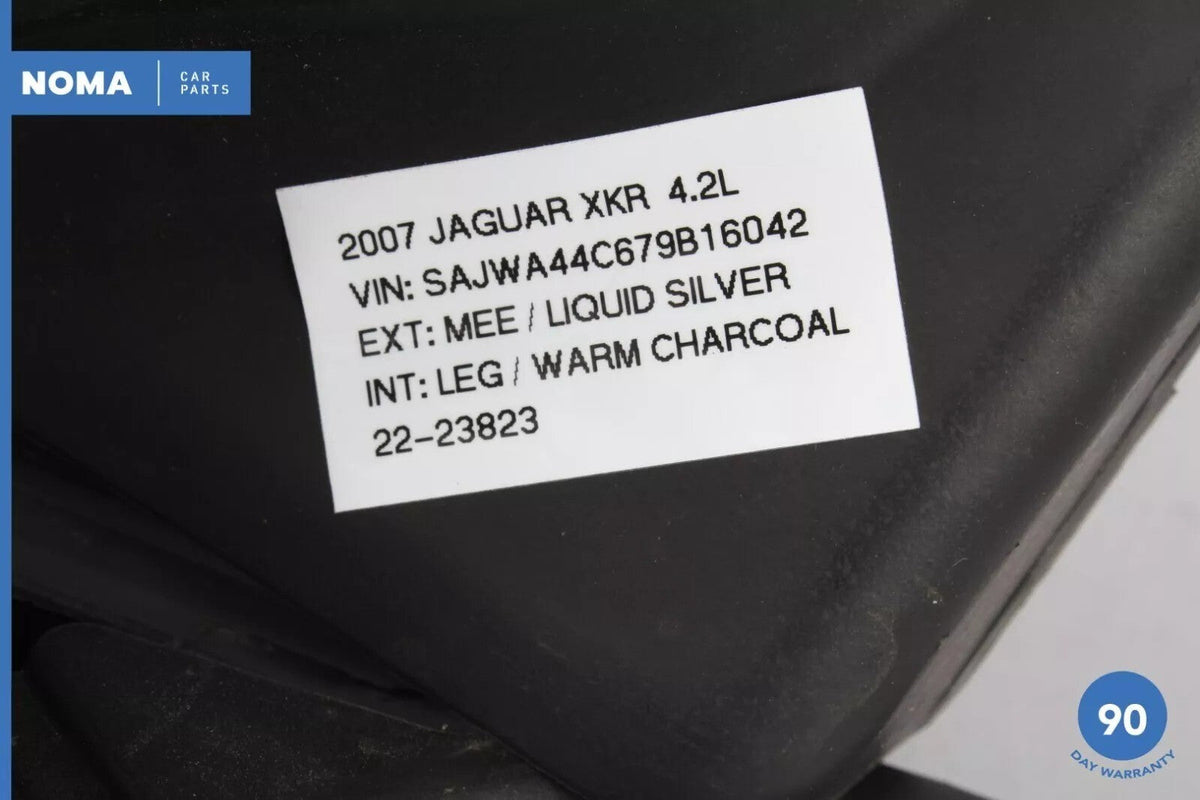 NOMA
CAR
PARTS
2007 JAGUAR XKR 4.2L
VIN: SAJWA44C679B16042
EXT: MEE / LIQUID SILVER
INT: LEG / WARM CHARCOAL
22-23823
90
DAY WARRANTY